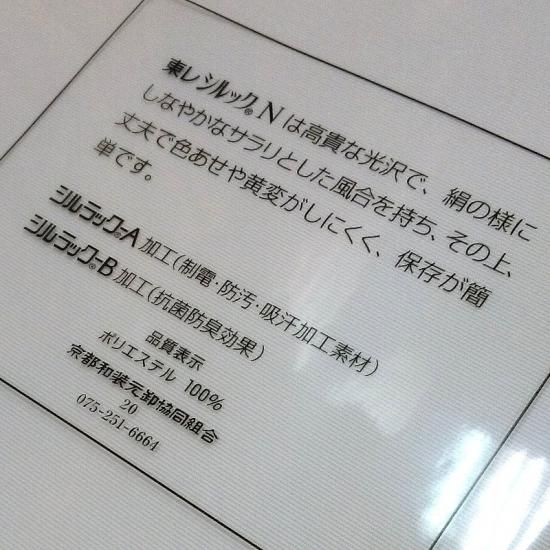 東レシルック®Nは高貴な光沢で、絹の様に
しなやかなサラリとした風合を持ち、その上、
丈夫で色あせや黄変がしにくく、保存が簡
単です。
シルラック®-A加工(制電・防汚・吸汗加工素材)
シルラック®-B加工(抗菌防臭効果)
品質表示
ポリエステル 100%
京都和装元卸協同組合
20
075-251-6664